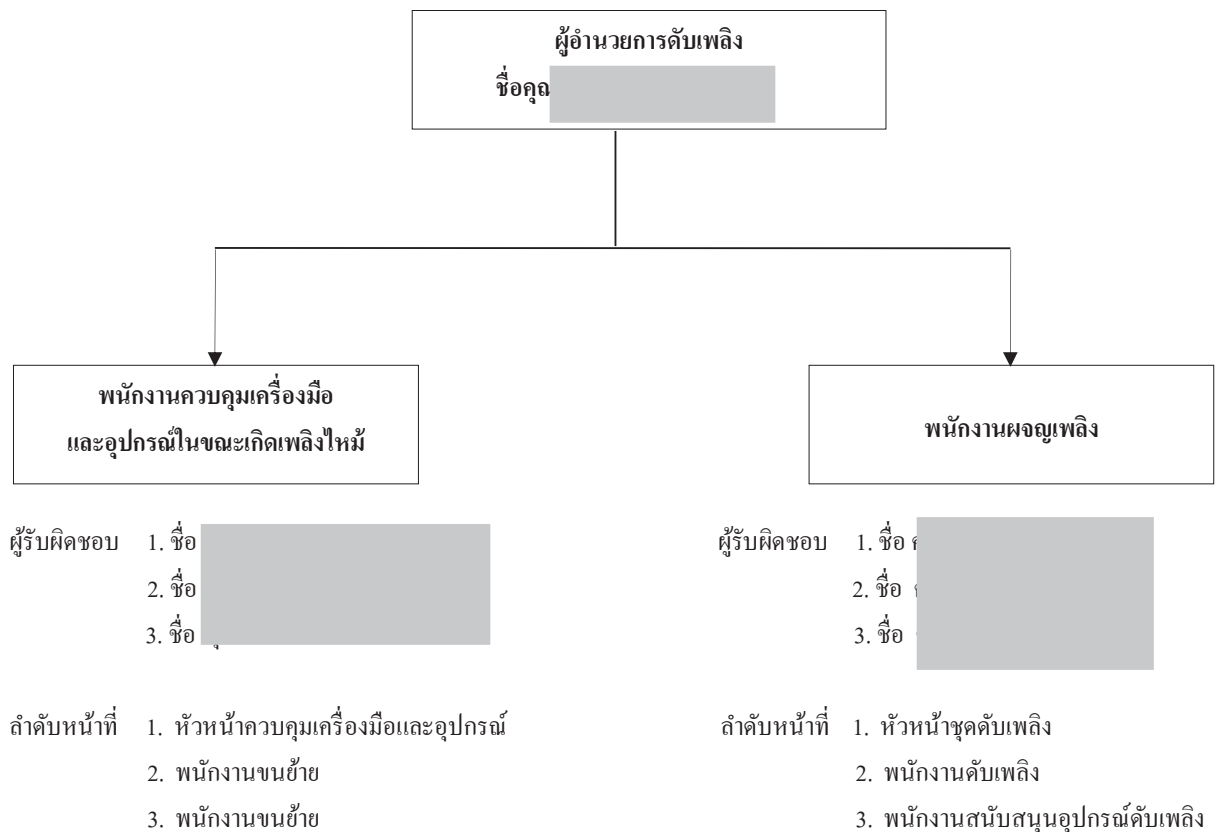 ผู้อำนวยการดับเพลิง
ชื่อคุณ
พนักงานควบคุมเครื่องมือ
และอุปกรณ์ในขณะเกิดเพลิงไหม้
พนักงานผจญเพลิง
ผู้รับผิดชอบ 1. ชื่อ
2. ชื่อ
3. ชื่อ
ลำดับหน้าที่ 1. หัวหน้าควบคุมเครื่องมือและอุปกรณ์
2. พนักงานขนย้าย
3. พนักงานขนย้าย
ผู้รับผิดชอบ 1. ชื่อ
2. ชื่อ
3. ชื่อ
ลำดับหน้าที่ 1. หัวหน้าชุดดับเพลิง
2. พนักงานดับเพลิง
3. พนักงานสนับสนุนอุปกรณ์ดับเพลิง